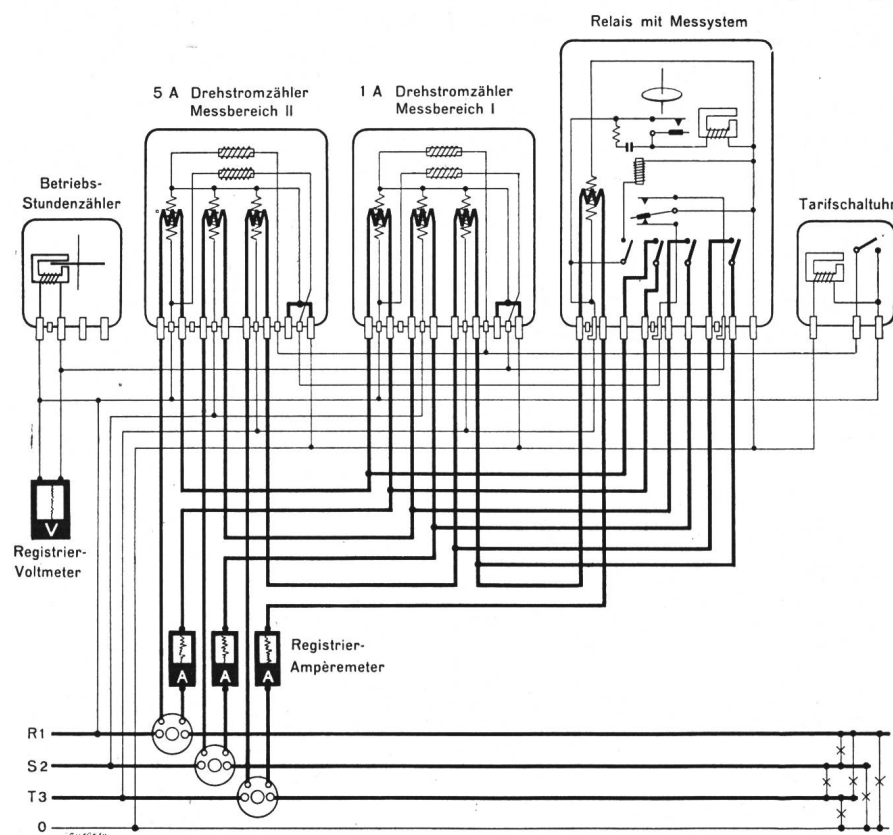 Relais mit Messystem
5 A Drehstromzähler
Messbereich II
1 A Drehstromzähler
Messbereich I
Betriebs-
Stundenzähler
Tarifschaltuhr
V
Registrier-
Voltmeter
A
A
A
Registrier-
Ampèremeter
R1
S2
T3
0